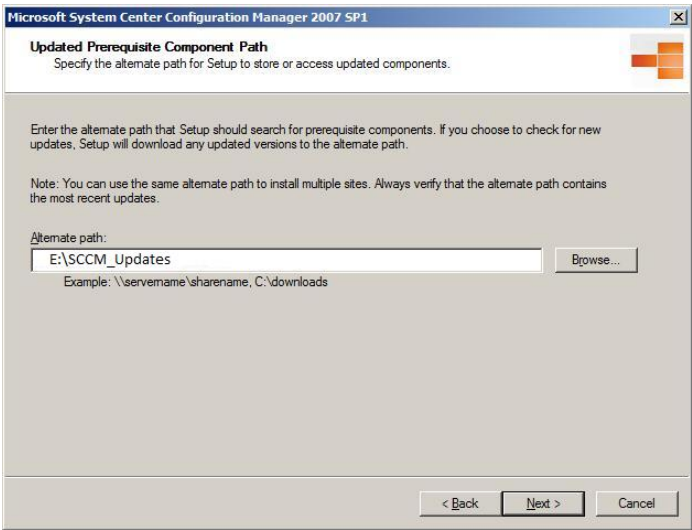 Microsoft System Center Configuration Manager 2007 SP1
Updated Prerequisite Component Path
Specify the alternate path for Setup to store or access updated components.
Enter the alternate path that Setup should search for prerequisite components. If you choose to check for new
updates, Setup will download any updated versions to the alternate path.
Note: You can use the same alternate path to install multiple sites. Always verify that the alternate path contains
the most recent updates.
Alternate path:
E:\SCCM_Updates
Browse...
Example: \\servername\sharename, C:\downloads
< Back
Next >
Cancel